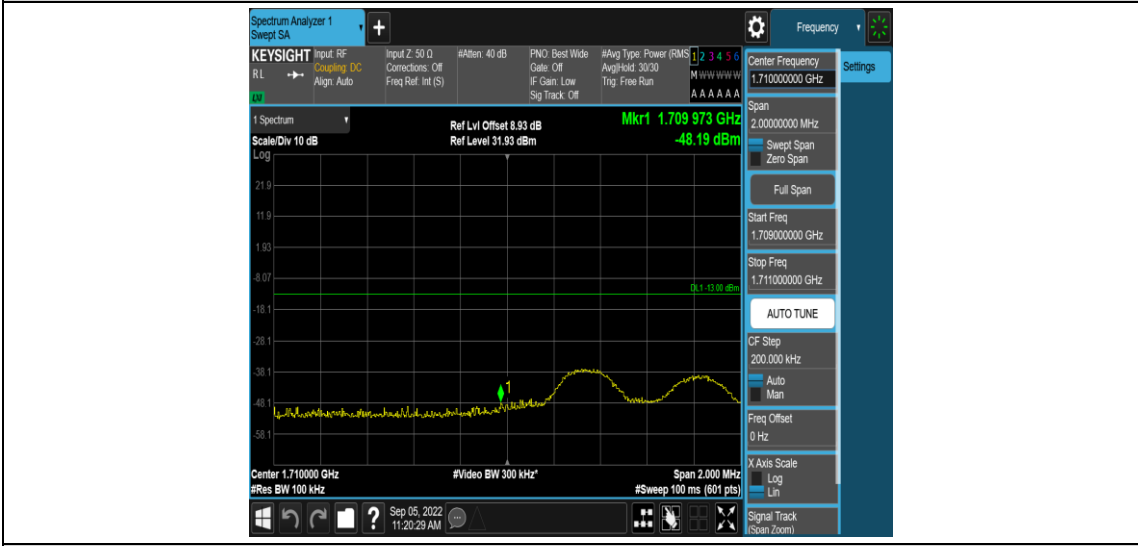 Spectrum Analyzer 1
Swept SA
+
Frequency
KEYSIGHT
RL
Input: RF
Coupling: DC
Align: Auto
Input Z: 50 Ω
Corrections: Off
Freq Ref: Int (S)
#Atten: 40 dB
PNO: Best Wide
Gate: Off
IF Gain: Low
Sig Track: Off
#Avg Type: Power (RMS
Avg|Hold: 30/30
Trig: Free Run
1 2 3 4 5 6
M W W W W W
A A A A A A
1 Spectrum
Scale/Div 10 dB
Log
Ref Lvl Offset 8.93 dB
Ref Level 31.93 dBm
Mkr1 1.709 973 GHz
-48.19 dBm
21.9
11.9
1.93
-8.07
DL1 -13.00 dBm
-18.1
-28.1
-38.1
1
-48.1
-58.1
Center 1.710000 GHz
#Res BW 100 kHz
#Video BW 300 kHz*
Span 2.000 MHz
#Sweep 100 ms (601 pts)
?
Sep 05, 2022
11:20:29 AM
Center Frequency
1.710000000 GHz
Settings
Span
2.00000000 MHz
Swept Span
Zero Span
Full Span
Start Freq
1.709000000 GHz
Stop Freq
1.711000000 GHz
AUTO TUNE
CF Step
200.000 kHz
Auto
Man
Freq Offset
0 Hz
X Axis Scale
Log
Lin
Signal Track
(Span Zoom)